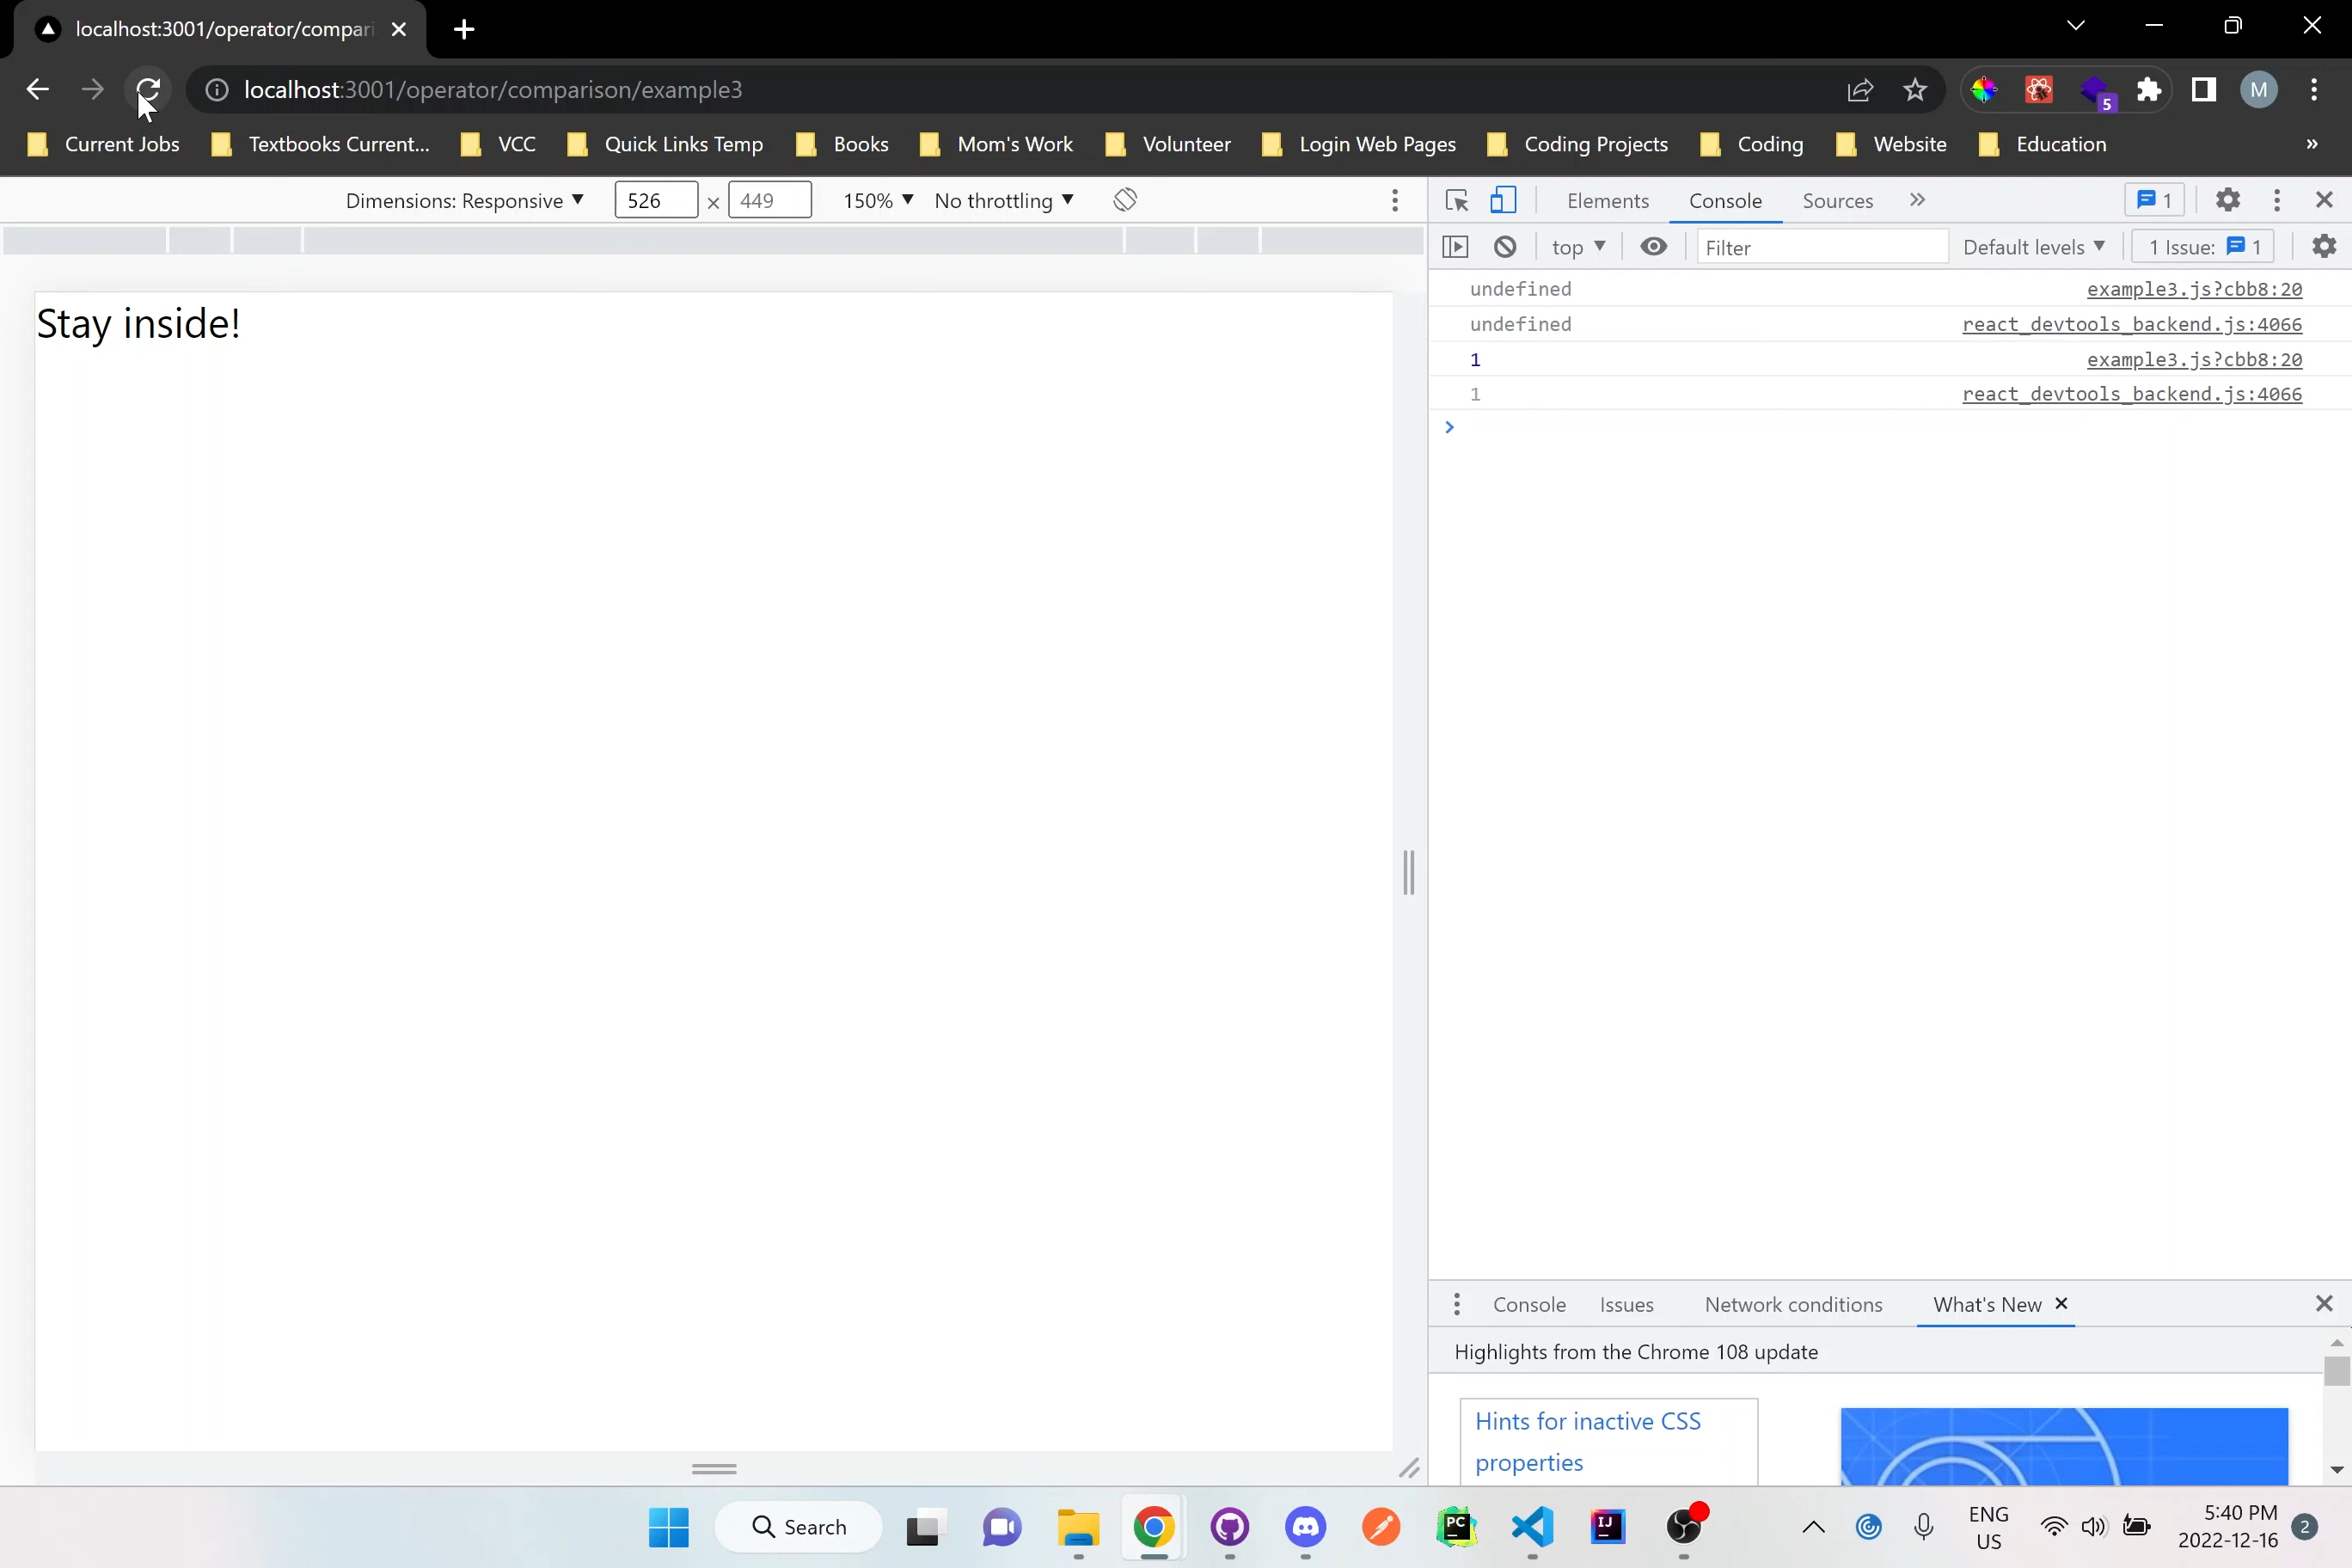 localhost:3001/operator/compari
localhost:3001/operator/comparison/example3
M
5
Current Jobs Textbooks Current... VCC Quick Links Temp Books Mom's Work Volunteer Login Web Pages Coding Projects Coding Website Education »
Dimensions: Responsive ▼ 526 × 449 150% ▼ No throttling ▼
Elements Console Sources » 1
top ▼ Filter Default levels ▼ 1 Issue: 1
Stay inside!
undefined example3.js?cbb8:20
undefined react_devtools_backend.js:4066
1 example3.js?cbb8:20
1 react_devtools_backend.js:4066
Console Issues Network conditions What's New
Highlights from the Chrome 108 update
Hints for inactive CSS
properties
Search
PC
IJ
ENG
US
5:40 PM
2022-12-16
2